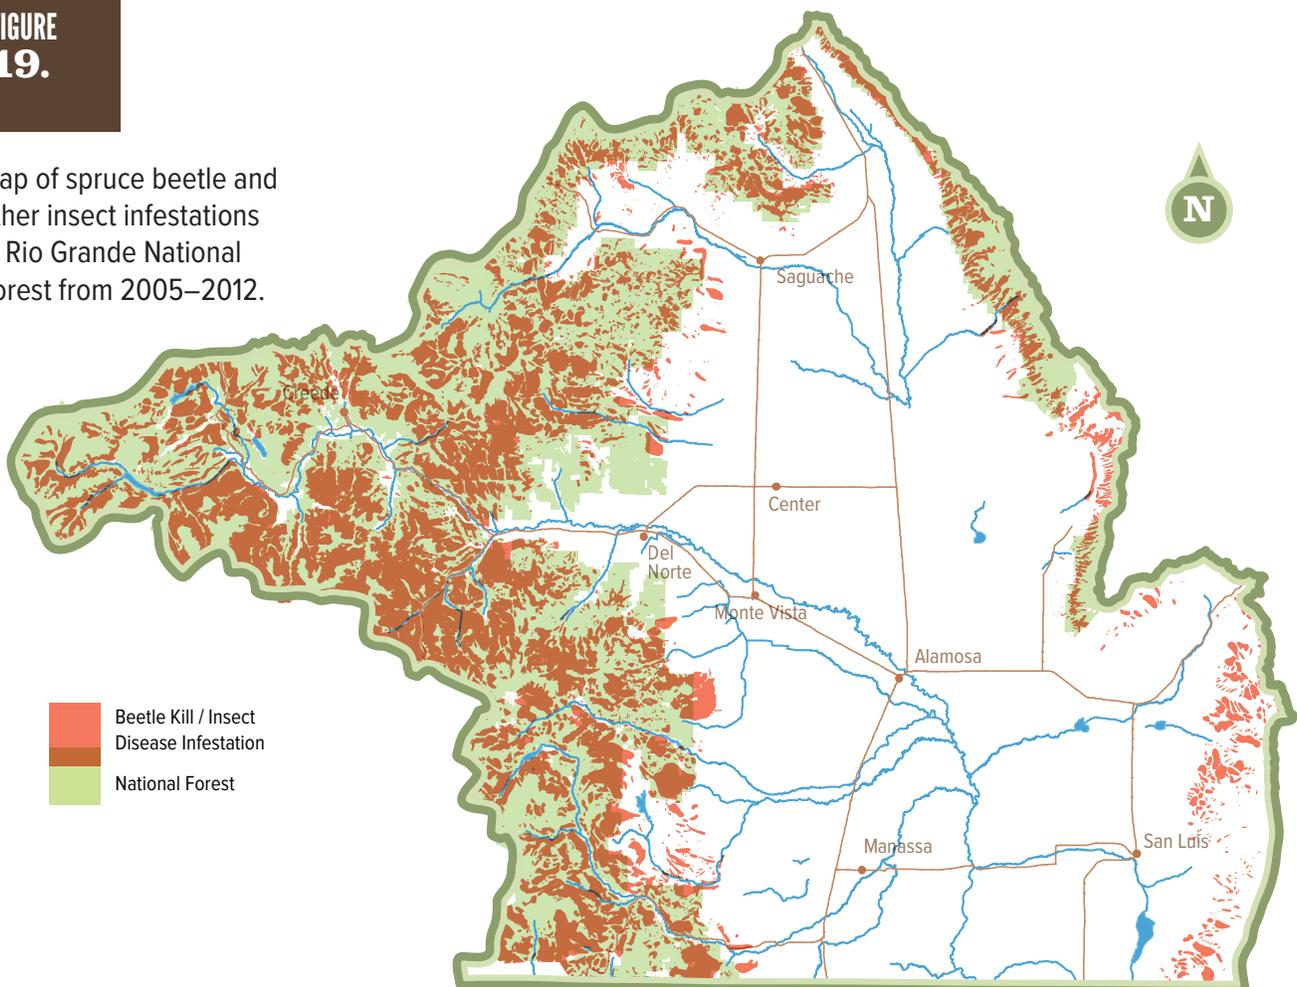 IGURE
19.
ap of spruce beetle and
ther insect infestations
Rio Grande National
orest from 2005–2012.
N
Saguache
Creede
Center
Del
Norte
Monte Vista
Alamosa
Manassa
San Luis
Beetle Kill / Insect
Disease Infestation
National Forest